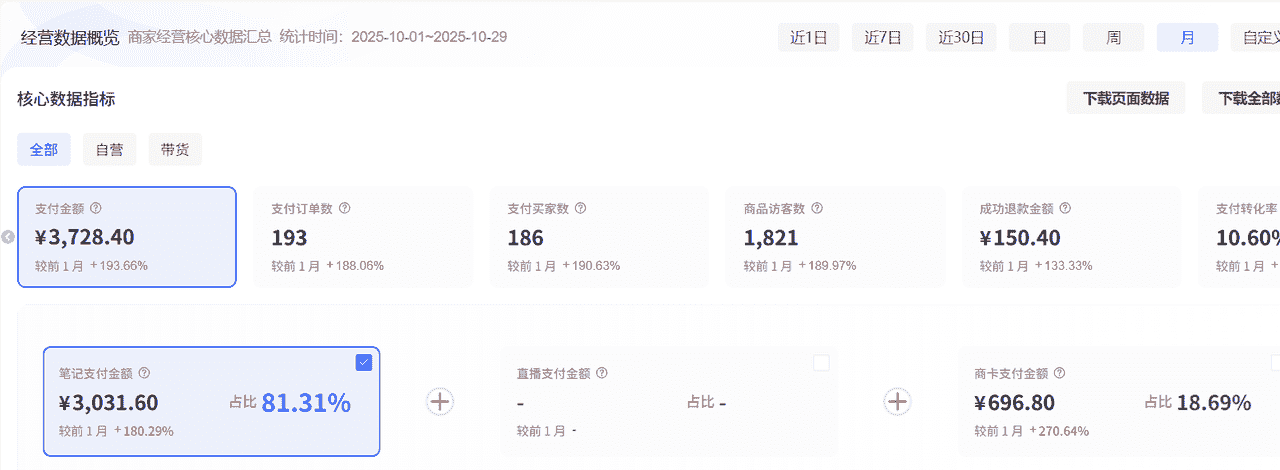 经营数据概览 商家经营核心数据汇总 统计时间：2025-10-01~2025-10-29
近1日 近7日 近30日 日 周 月 自定义
核心数据指标
下载页面数据 下载全部
全部 自营 带货
支付金额 支付订单数 支付买家数 商品访客数 成功退款金额 支付转化率
¥3,728.40 193 186 1,821 ¥150.40 10.60%
较前1月 +193.66% 较前1月 +188.06% 较前1月 +190.63% 较前1月 +189.97% 较前1月 +133.33% 较前1月 +
笔记支付金额 直播支付金额 商卡支付金额
¥3,031.60 占比 81.31% - 占比 - ¥696.80 占比 18.69%
较前1月 +180.29% 较前1月 - 较前1月 +270.64%